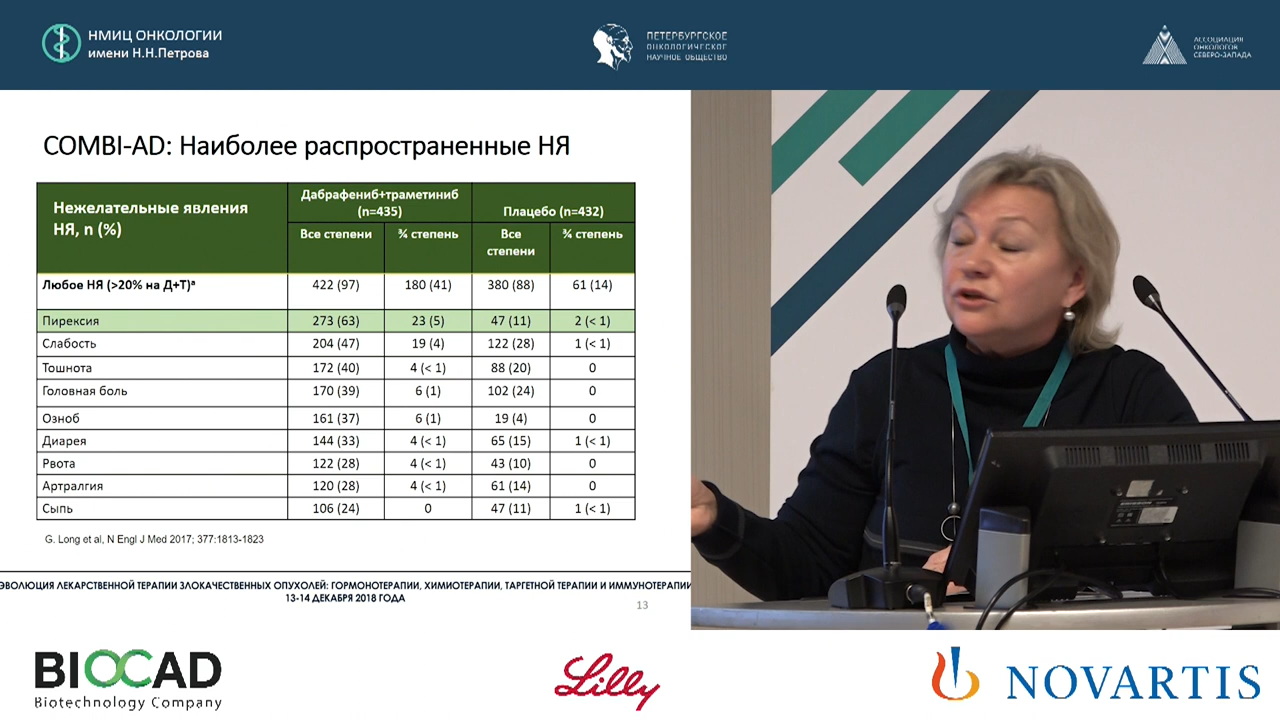 НМИЦ ОНКОЛОГИИ
имени Н.Н.Петрова
ПЕТЕРБУРГСКОЕ
ОНКОЛОГИЧЕСКОЕ
НАУЧНОЕ ОБЩЕСТВО
АССОЦИАЦИЯ
ОНКОЛОГОВ
СЕВЕРО-ЗАПАДА
COMBI-AD: Наиболее распространенные НЯ
Нежелательные явления
НЯ, n (%)
Дабрафениб+траметиниб
(n=435)
Плацебо (n=432)
Все степени
¾ степень
Все
степени
¾ степень
Любое НЯ (>20% на Д+Т)ᵃ 422 (97) 180 (41) 380 (88) 61 (14)
Пирексия 273 (63) 23 (5) 47 (11) 2 (< 1)
Слабость 204 (47) 19 (4) 122 (28) 1 (< 1)
Тошнота 172 (40) 4 (< 1) 88 (20) 0
Головная боль 170 (39) 6 (1) 102 (24) 0
Озноб 161 (37) 6 (1) 19 (4) 0
Диарея 144 (33) 4 (< 1) 65 (15) 1 (< 1)
Рвота 122 (28) 4 (< 1) 43 (10) 0
Артралгия 120 (28) 4 (< 1) 61 (14) 0
Сыпь 106 (24) 0 47 (11) 1 (< 1)
G. Long et al, N Engl J Med 2017; 377:1813-1823
ЭВОЛЮЦИЯ ЛЕКАРСТВЕННОЙ ТЕРАПИИ ЗЛОКАЧЕСТВЕННЫХ ОПУХОЛЕЙ: ГОРМОНОТЕРАПИИ, ХИМИОТЕРАПИИ, ТАРГЕТНОЙ ТЕРАПИИ И ИММУНОТЕРАПИИ
13-14 ДЕКАБРЯ 2018 ГОДА
13
BIOCAD
Biotechnology Company
Lilly
NOVARTIS